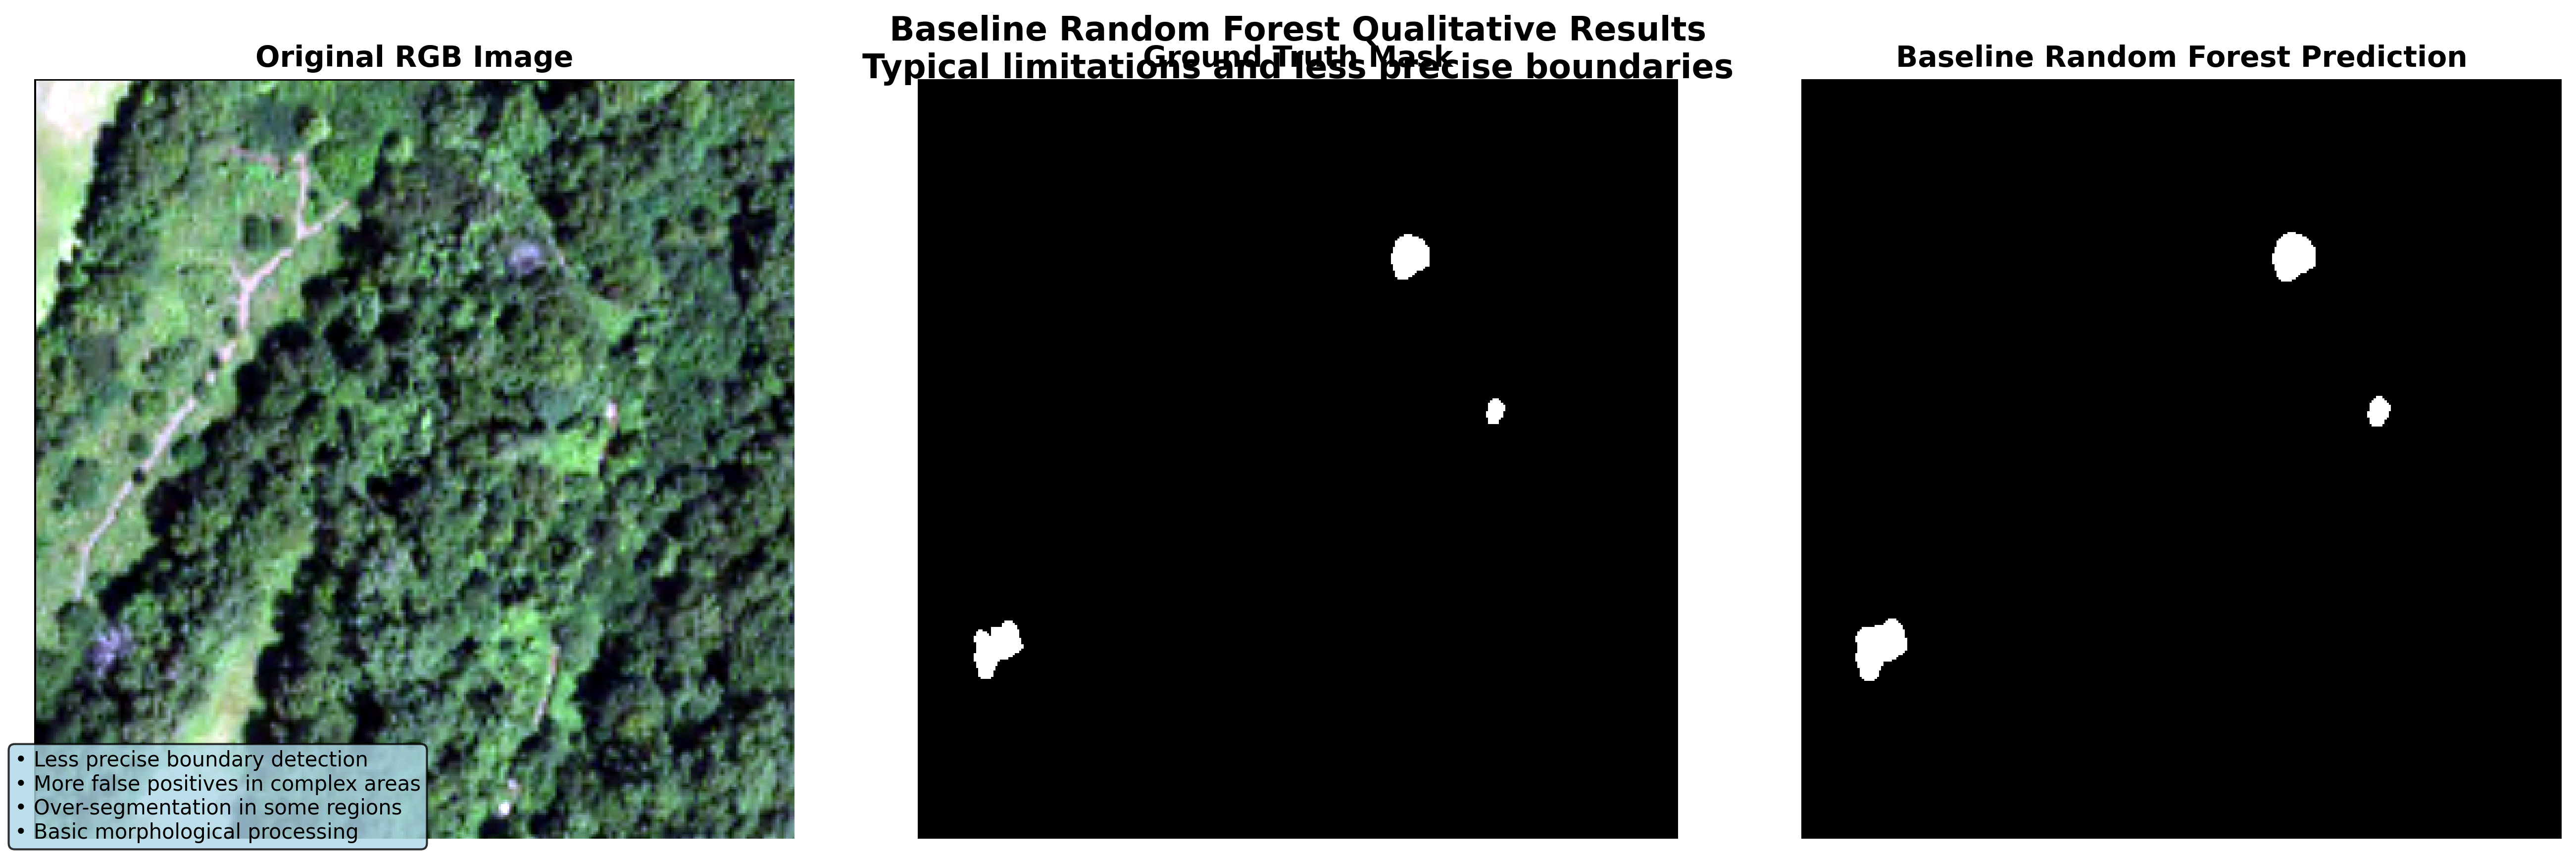 Baseline Random Forest Qualitative Results
Typical limitations and less precise boundaries
Original RGB Image
Ground Truth Mask
Baseline Random Forest Prediction
• Less precise boundary detection
• More false positives in complex areas
• Over-segmentation in some regions
• Basic morphological processing